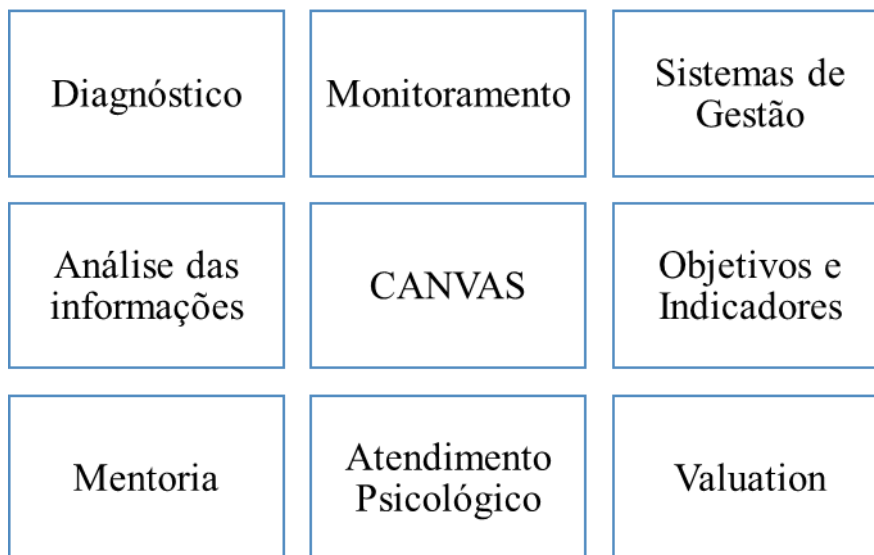 Diagnóstico
Monitoramento
Sistemas de
Gestão
Análise das
informações
CANVAS
Objetivos e
Indicadores
Mentoria
Atendimento
Psicológico
Valuation